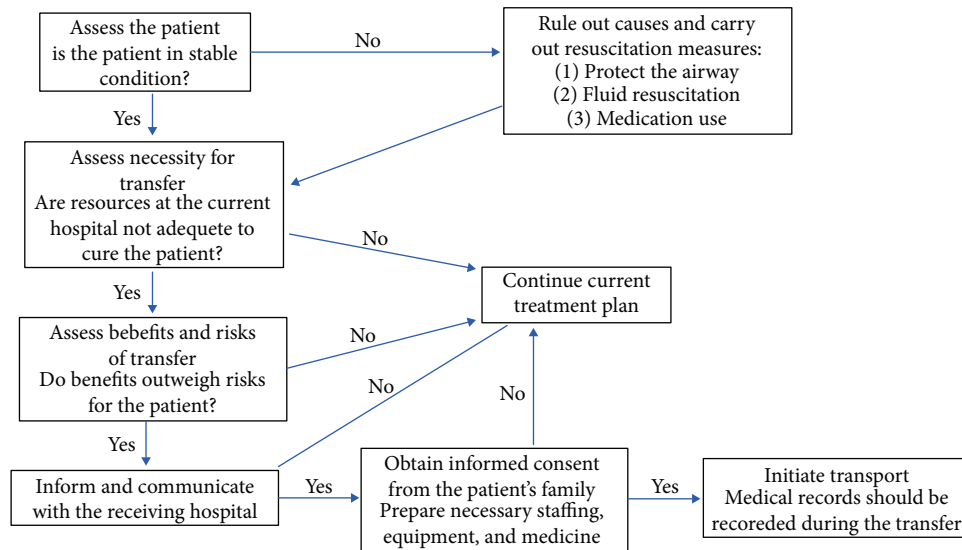 Assess the patient
is the patient in stable
condition?
No
Rule out causes and carry
out resuscitation measures:
(1) Protect the airway
(2) Fluid resuscitation
(3) Medication use
Yes
Assess necessity for
transfer
Are resources at the current
hospital not adequete to
cure the patient?
No
Continue current
treatment plan
Yes
Assess bebefits and risks
of transfer
Do benefits outweigh risks
for the patient?
No
No
No
Yes
Inform and communicate
with the receiving hospital
Yes
Obtain informed consent
from the patient's family
Prepare necessary staffing,
equipment, and medicine
Yes
Initiate transport
Medical records should be
recoreded during the transfer